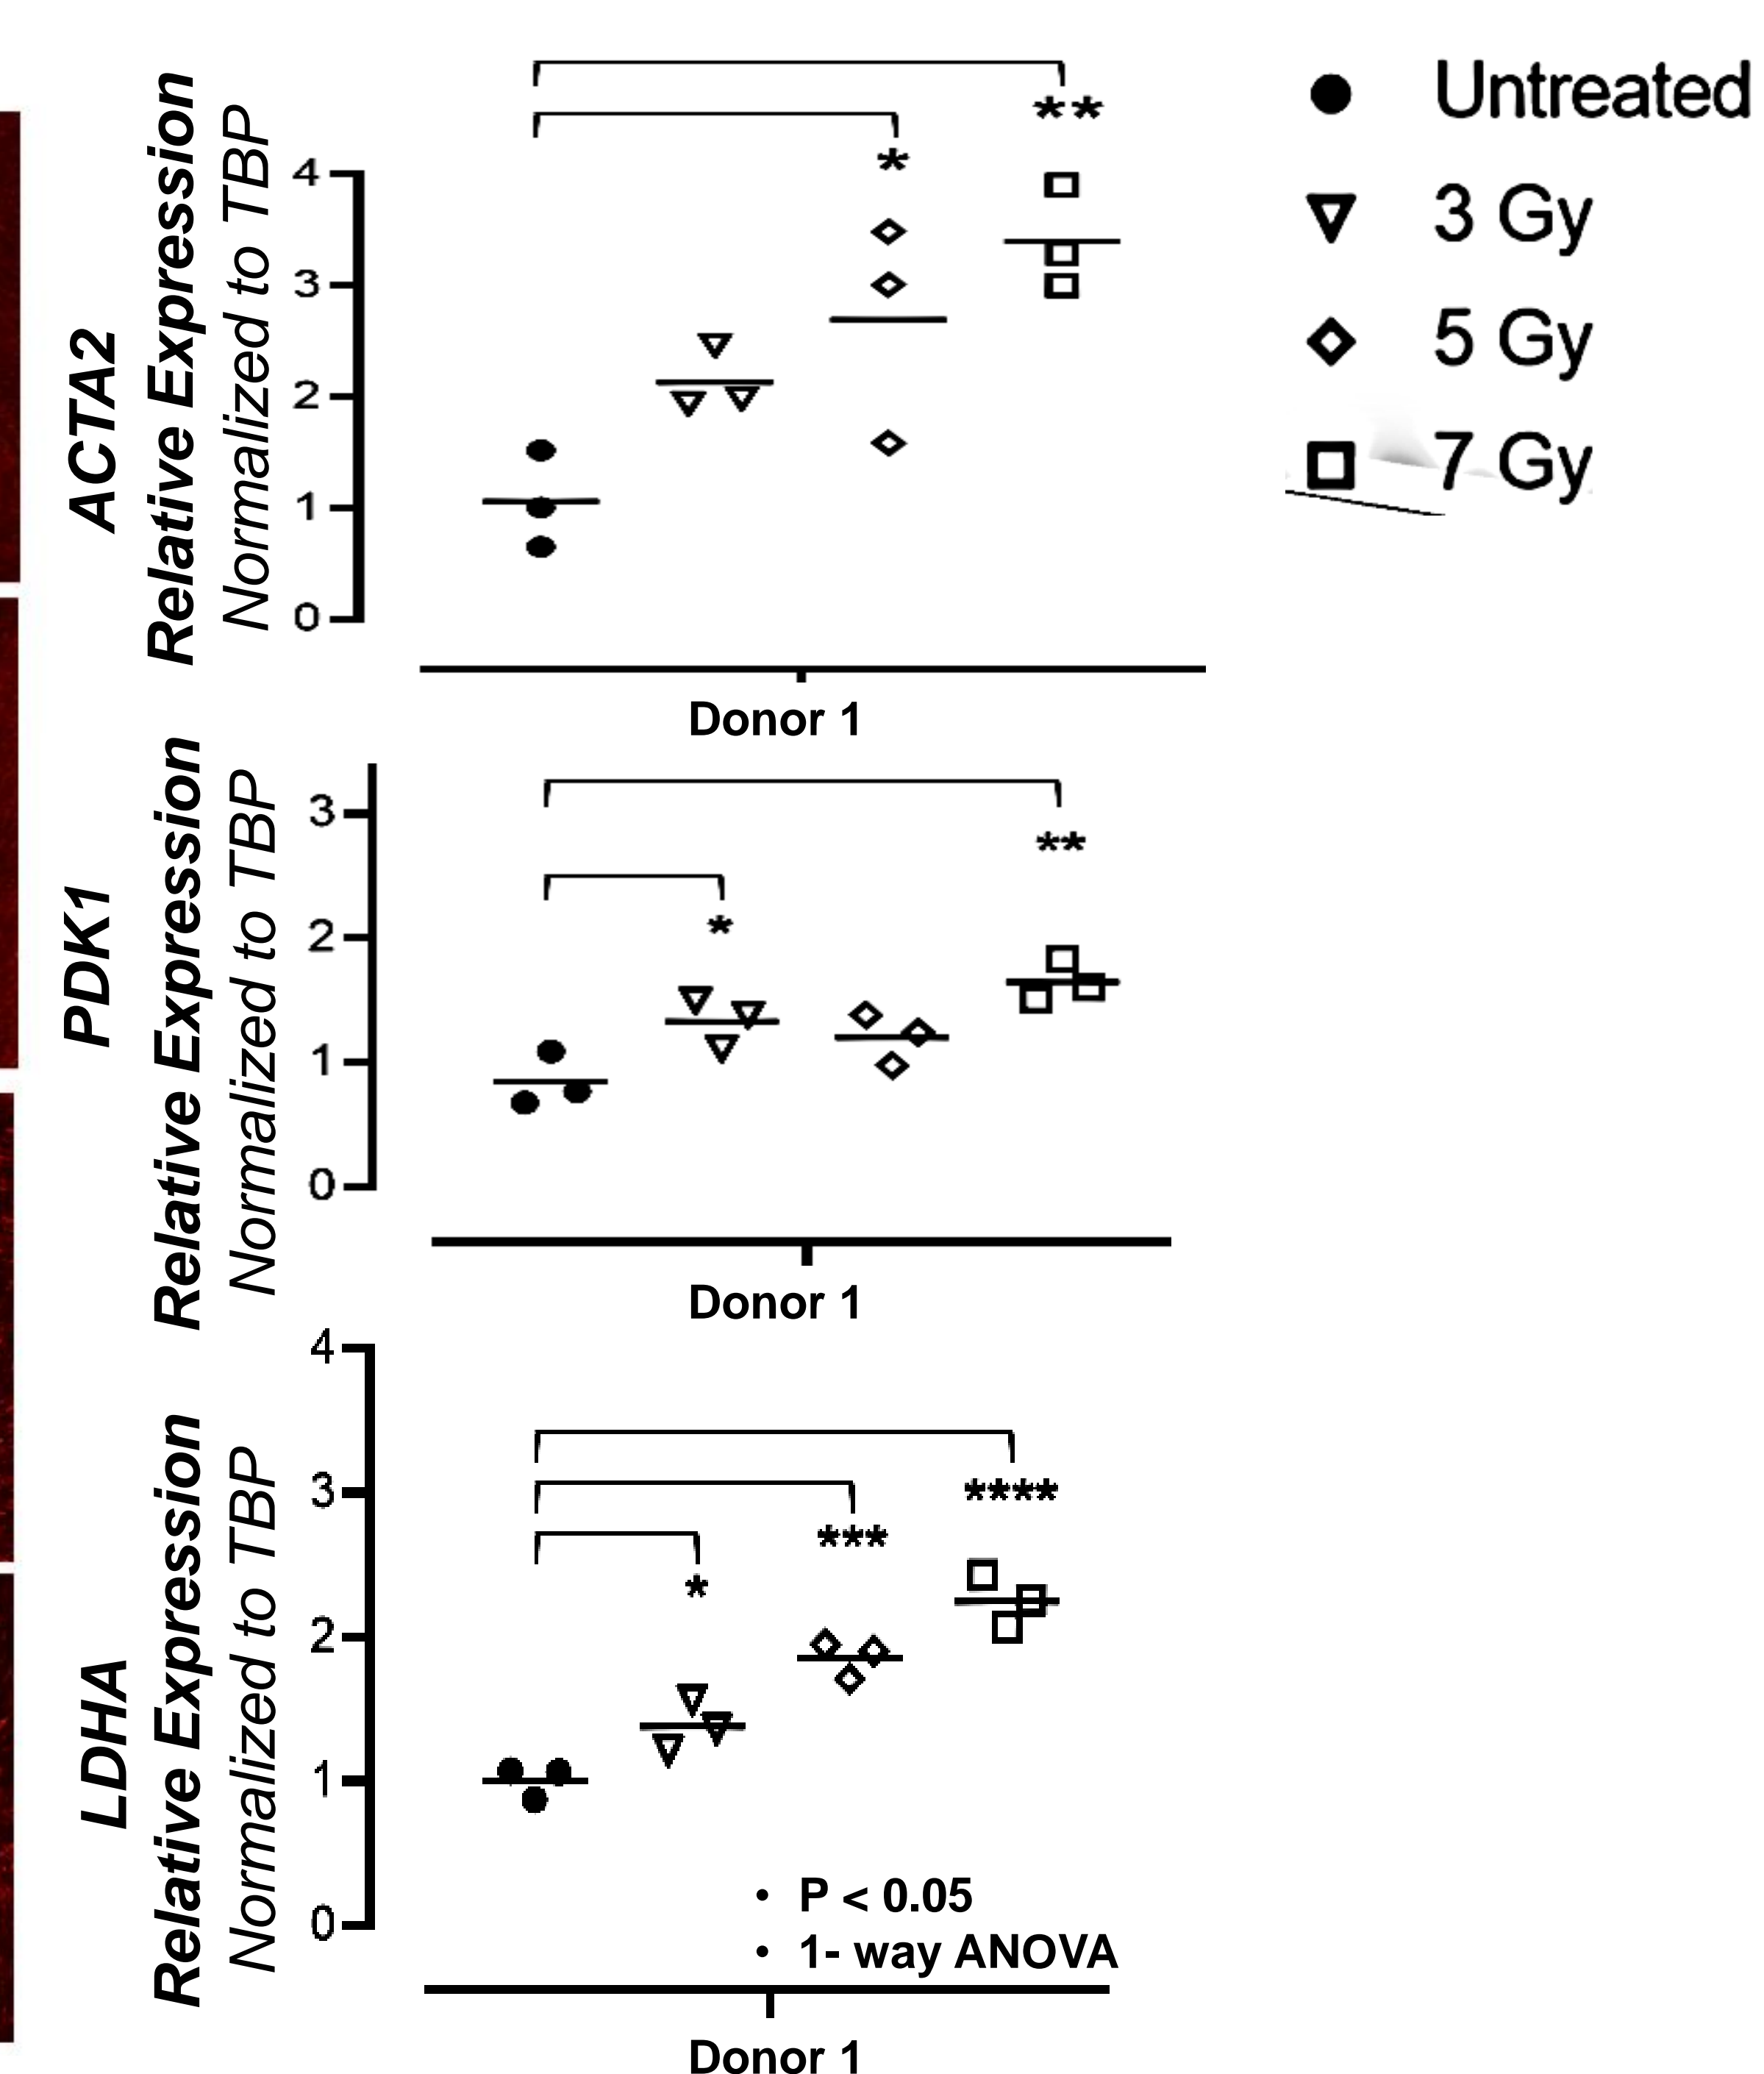 ACTA2
Relative Expression
Normalized to TBP
4
3
2
1
0
**
*
Donor 1
Untreated
3 Gy
5 Gy
7 Gy
PDK1
Relative Expression
Normalized to TBP
3
2
1
0
**
*
Donor 1
LDHA
Relative Expression
Normalized to TBP
4
3
2
1
0
****
***
*
• P < 0.05
• 1- way ANOVA
Donor 1